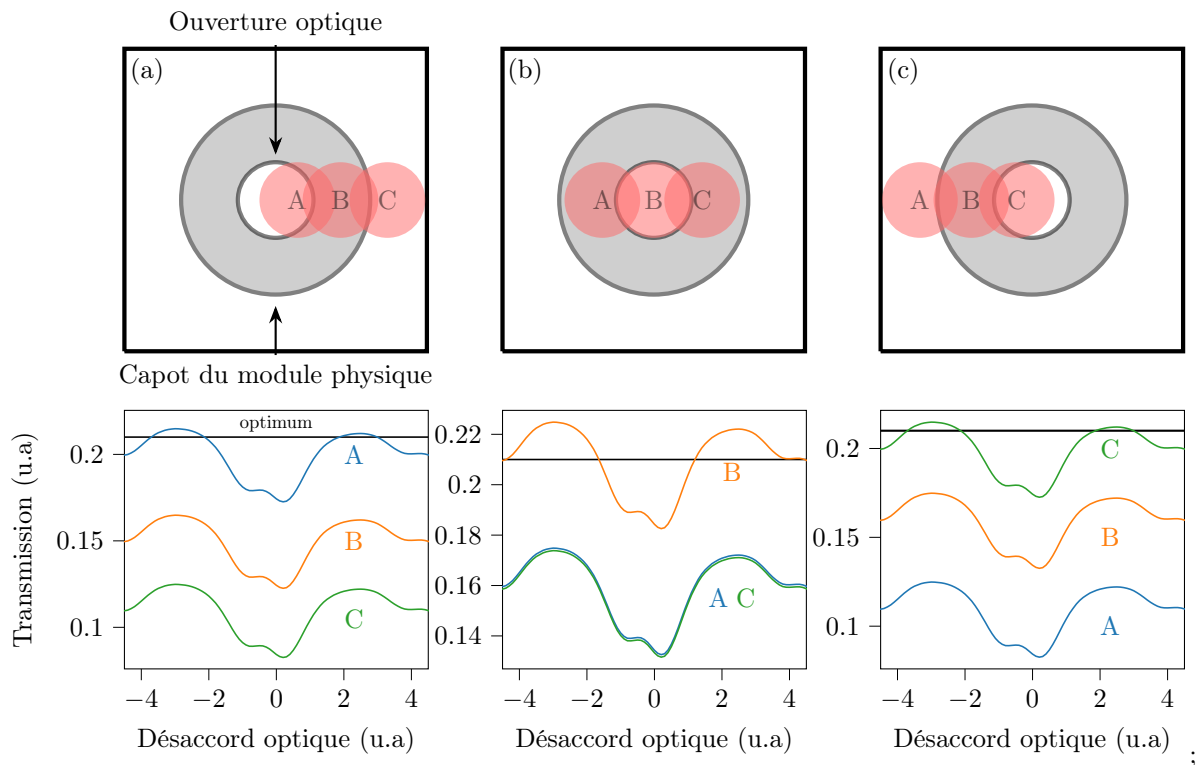 Ouverture optique
(a) (b) (c)
A B C A B C A B C
Capot du module physique
optimum
Transmission (u.a)
0.2
0.15
0.1
A
B
C
−4 −2 0 2 4
Désaccord optique (u.a)
0.22
0.2
0.18
0.16
0.14
B
A C
−4 −2 0 2 4
Désaccord optique (u.a)
0.2
0.15
0.1
C
B
A
−4 −2 0 2 4
Désaccord optique (u.a)
;